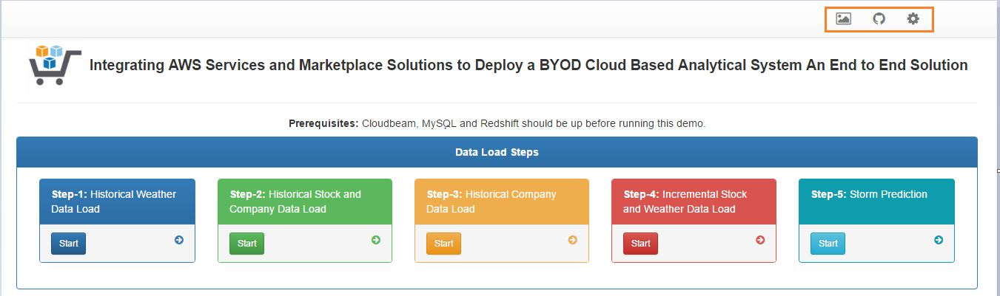 Integrating AWS Services and Marketplace Solutions to Deploy a BYOD Cloud Based Analytical System An End to End Solution
Prerequisites: Cloudbeam, MySQL and Redshift should be up before running this demo.
Data Load Steps
Step-1: Historical Weather
Data Load
Start
Step-2: Historical Stock and
Company Data Load
Start
Step-3: Historical Company
Data Load
Start
Step-4: Incremental Stock
and Weather Data Load
Start
Step-5: Storm Prediction
Start